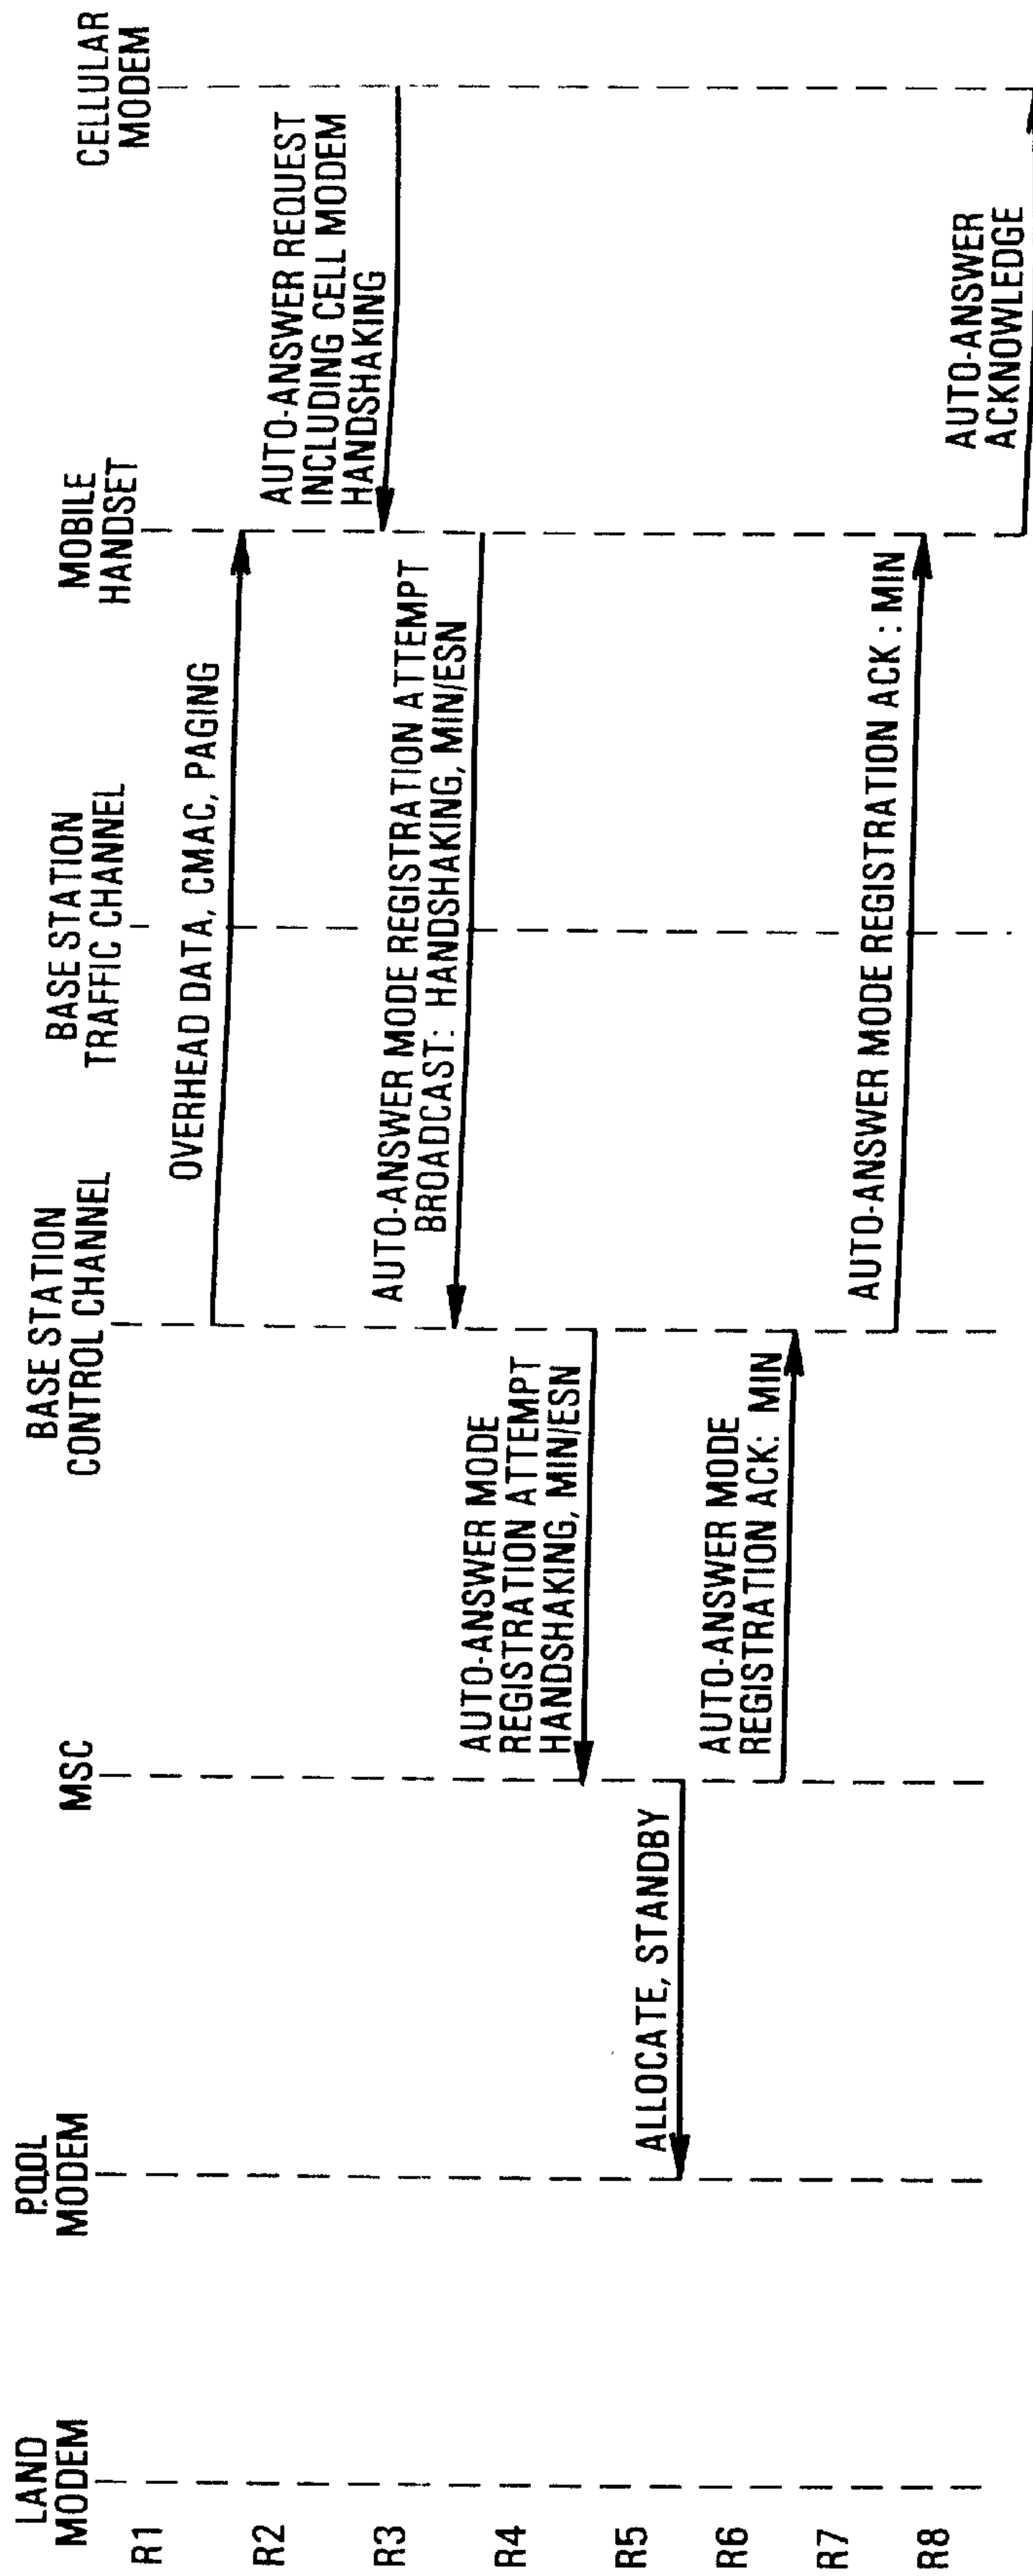 LAND
MODEM
POOL
MODEM
MSC
BASE STATION
CONTROL CHANNEL
BASE STATION
TRAFFIC CHANNEL
MOBILE
HANDSET
CELLULAR
MODEM
R1
OVERHEAD DATA, CMAC, PAGING
R2
AUTO-ANSWER REQUEST
INCLUDING CELL MODEM
HANDSHAKING
R3
AUTO-ANSWER MODE REGISTRATION ATTEMPT
BROADCAST: HANDSHAKING, MIN/ESN
R4
AUTO-ANSWER MODE
REGISTRATION ATTEMPT
HANDSHAKING, MIN/ESN
R5
ALLOCATE, STANDBY
R6
AUTO-ANSWER MODE
REGISTRATION ACK: MIN
R7
AUTO-ANSWER MODE REGISTRATION ACK : MIN
R8
AUTO-ANSWER
ACKNOWLEDGE